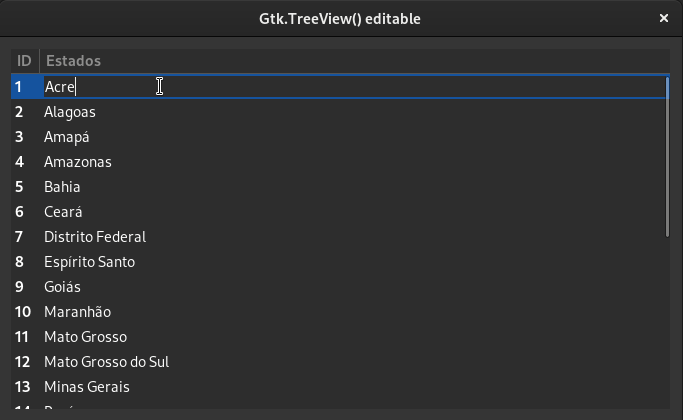 Gtk.TreeView() editable
ID Estados
1 Acre
2 Alagoas
3 Amapá
4 Amazonas
5 Bahia
6 Ceará
7 Distrito Federal
8 Espírito Santo
9 Goiás
10 Maranhão
11 Mato Grosso
12 Mato Grosso do Sul
13 Minas Gerais